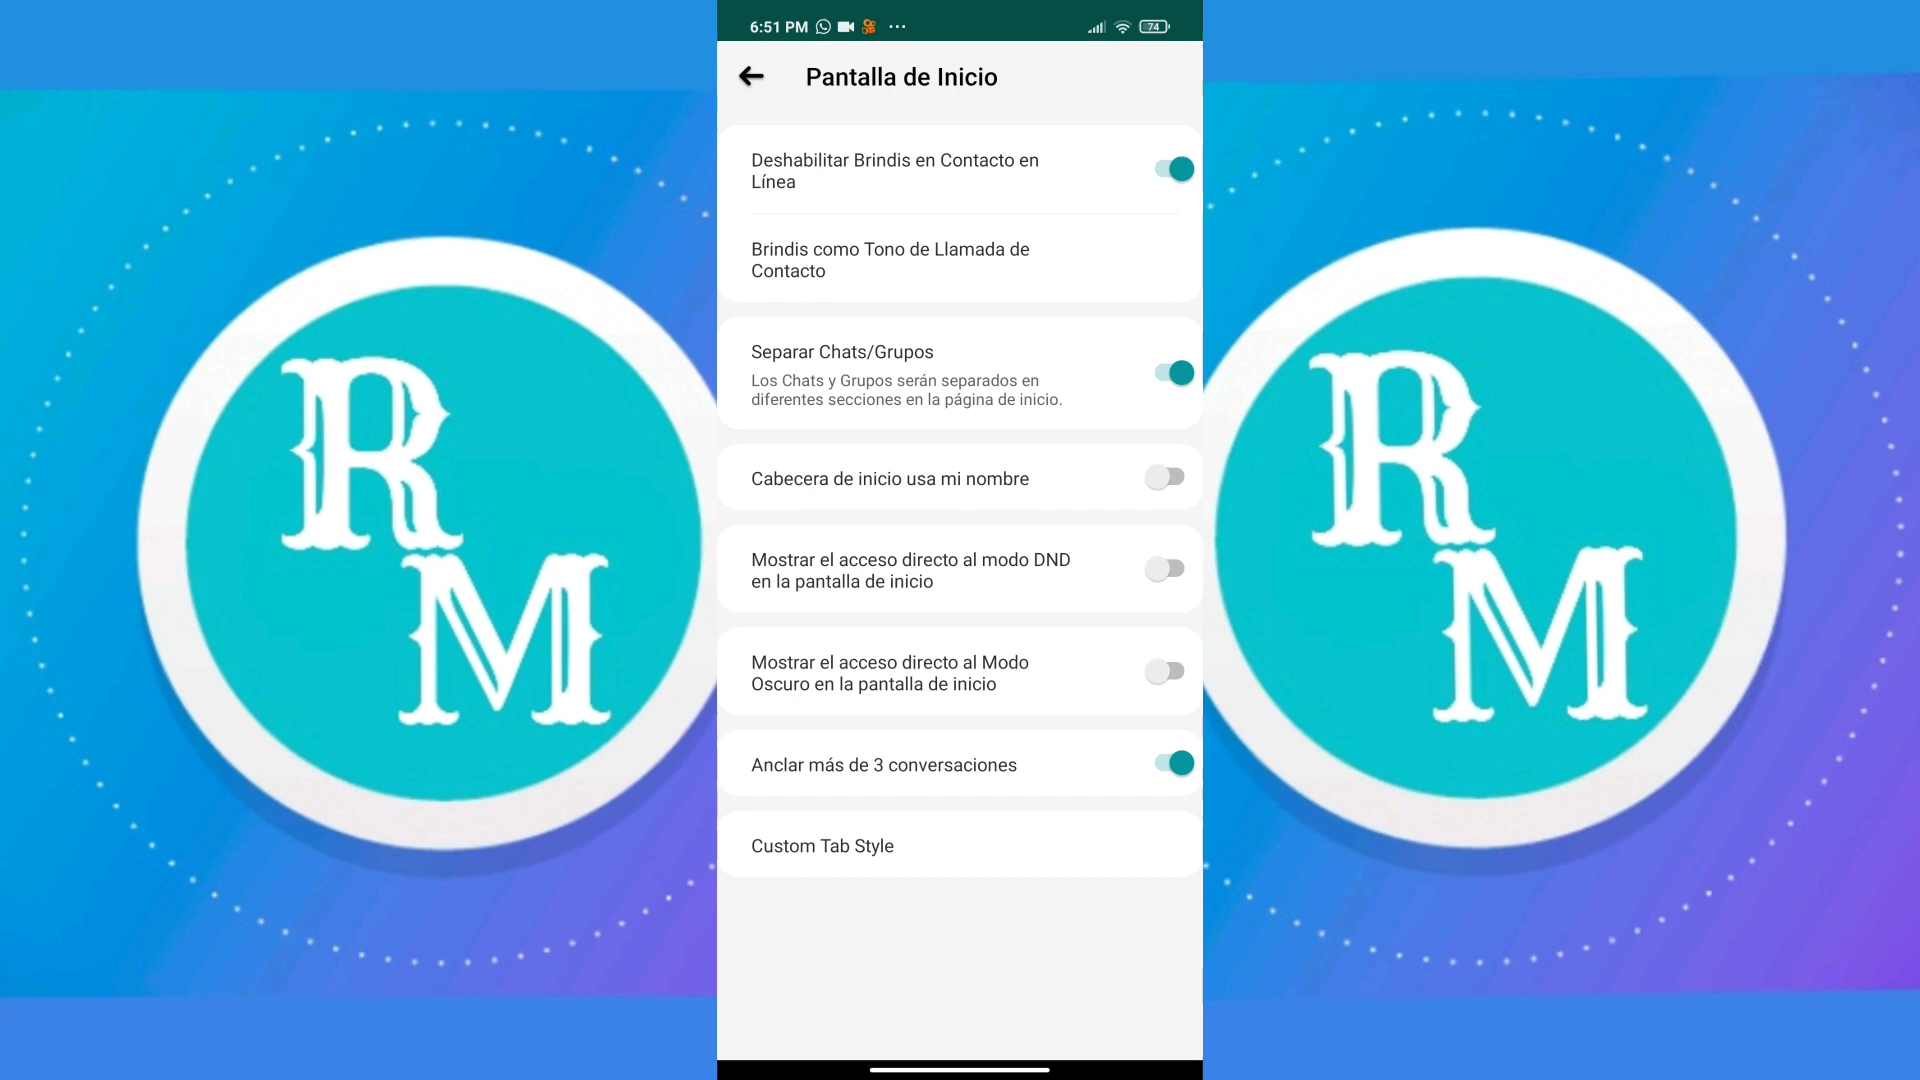 6:51 PM
74
Pantalla de Inicio
Deshabilitar Brindis en Contacto en
Línea
Brindis como Tono de Llamada de
Contacto
Separar Chats/Grupos
Los Chats y Grupos serán separados en
diferentes secciones en la página de inicio.
Cabecera de inicio usa mi nombre
Mostrar el acceso directo al modo DND
en la pantalla de inicio
Mostrar el acceso directo al Modo
Oscuro en la pantalla de inicio
Anclar más de 3 conversaciones
Custom Tab Style
R
M
R
M